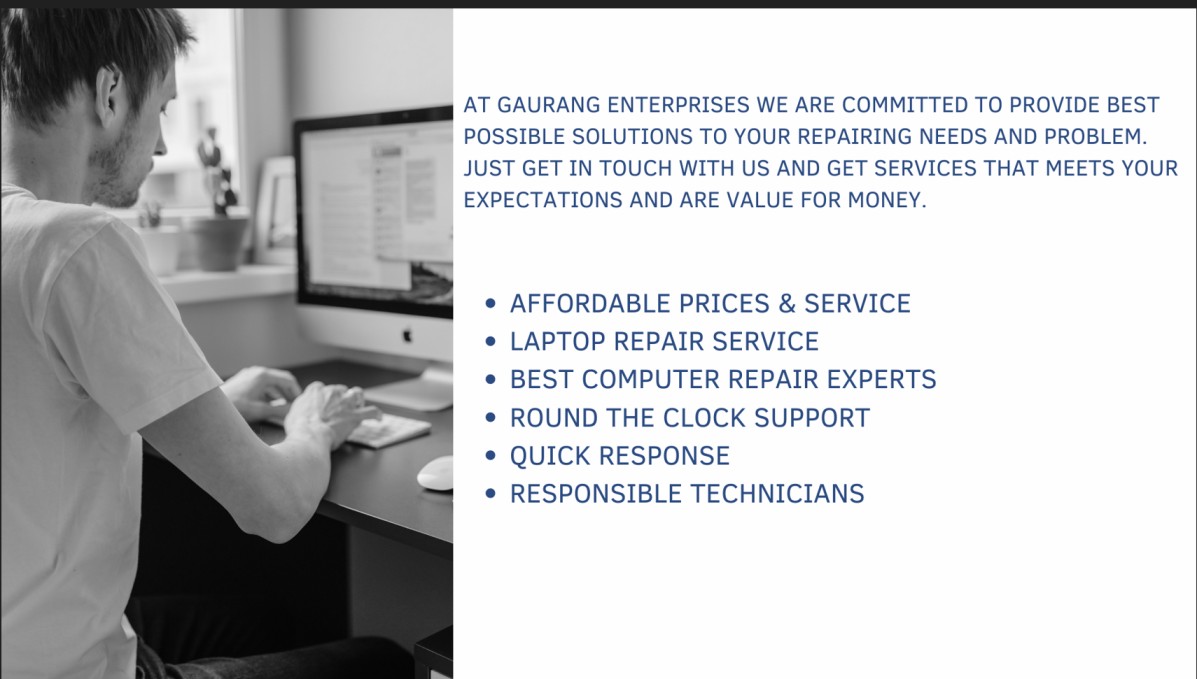 AT GAURANG ENTERPRISES WE ARE COMMITTED TO PROVIDE BEST
POSSIBLE SOLUTIONS TO YOUR REPAIRING NEEDS AND PROBLEM.
JUST GET IN TOUCH WITH US AND GET SERVICES THAT MEETS YOUR
EXPECTATIONS AND ARE VALUE FOR MONEY.
• AFFORDABLE PRICES & SERVICE
• LAPTOP REPAIR SERVICE
• BEST COMPUTER REPAIR EXPERTS
• ROUND THE CLOCK SUPPORT
• QUICK RESPONSE
• RESPONSIBLE TECHNICIANS